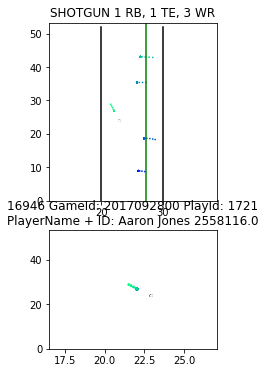 SHOTGUN 1 RB, 1 TE, 3 WR
50
40
30
20
10
0
20 30
16946 GameId: 2017092800 PlayId: 1721
PlayerName + ID: Aaron Jones 2558116.0
40
20
0
17.5 20.0 22.5 25.0